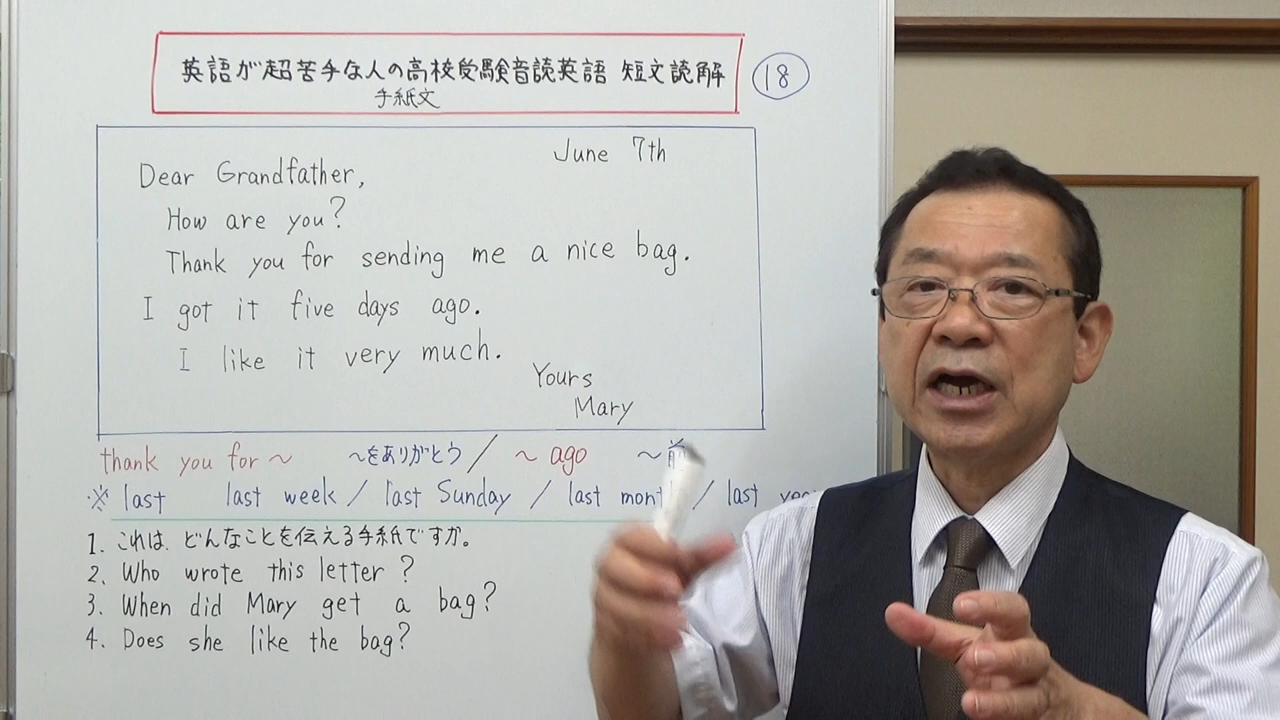 英語が超苦手な人の高校受験音読英語 短文読解
手紙文
18
June 7th
Dear Grandfather,
How are you?
Thank you for sending me a nice bag.
I got it five days ago.
I like it very much.
Yours
Mary
thank you for ～ ～をありがとう / ～ ago ～前
※ last last week / last Sunday / last month / last
1. これは どんなことを伝える手紙ですか。
2. Who wrote this letter ?
3. When did Mary get a bag?
4. Does she like the bag?